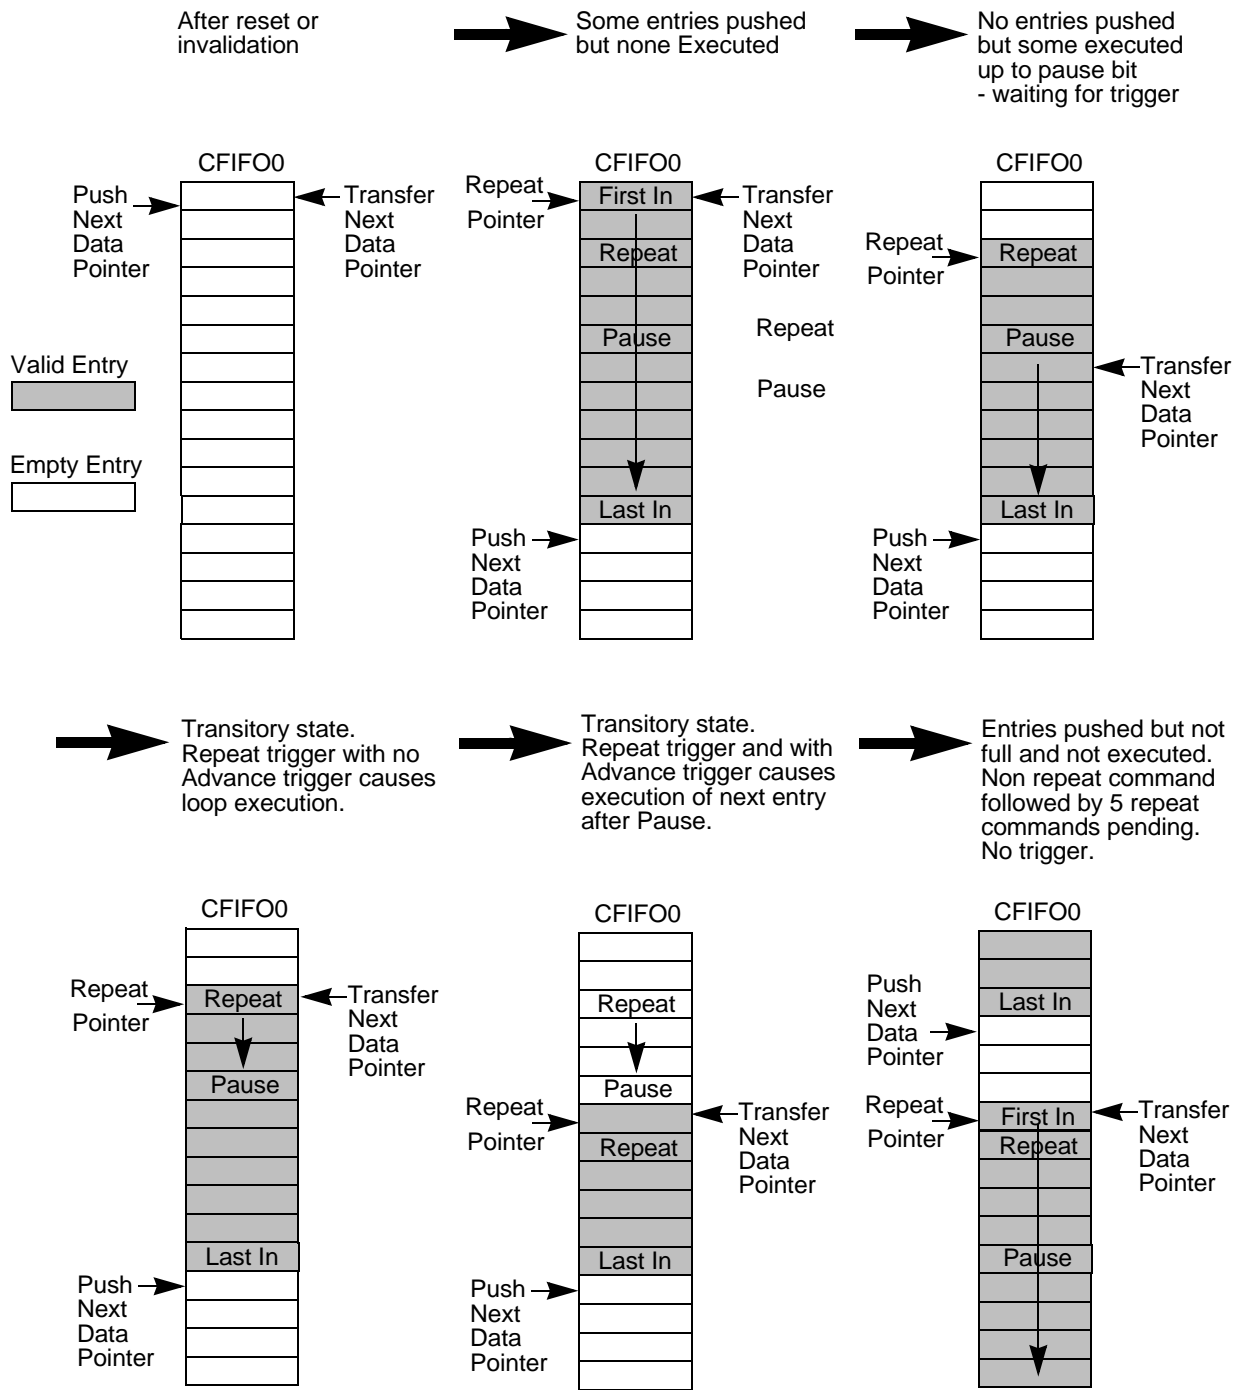 After reset or
invalidation
Some entries pushed
but none Executed
No entries pushed
but some executed
up to pause bit
- waiting for trigger
CFIFO0
Push
Next
Data
Pointer
Transfer
Next
Data
Pointer
Valid Entry
Empty Entry
CFIFO0
Repeat
Pointer
First In
Repeat
Pause
Last In
Transfer
Next
Data
Pointer
Repeat
Pause
Push
Next
Data
Pointer
CFIFO0
Repeat
Pointer
Repeat
Pause
Last In
Transfer
Next
Data
Pointer
Push
Next
Data
Pointer
Transitory state.
Repeat trigger with no
Advance trigger causes
loop execution.
Transitory state.
Repeat trigger and with
Advance trigger causes
execution of next entry
after Pause.
Entries pushed but not
full and not executed.
Non repeat command
followed by 5 repeat
commands pending.
No trigger.
CFIFO0
Repeat
Pointer
Repeat
Pause
Last In
Transfer
Next
Data
Pointer
Push
Next
Data
Pointer
CFIFO0
Repeat
Pause
Repeat
Pointer
Repeat
Last In
Transfer
Next
Data
Pointer
Push
Next
Data
Pointer
CFIFO0
Push
Next
Data
Pointer
Last In
Repeat
Pointer
First In
Repeat
Pause
Transfer
Next
Data
Pointer